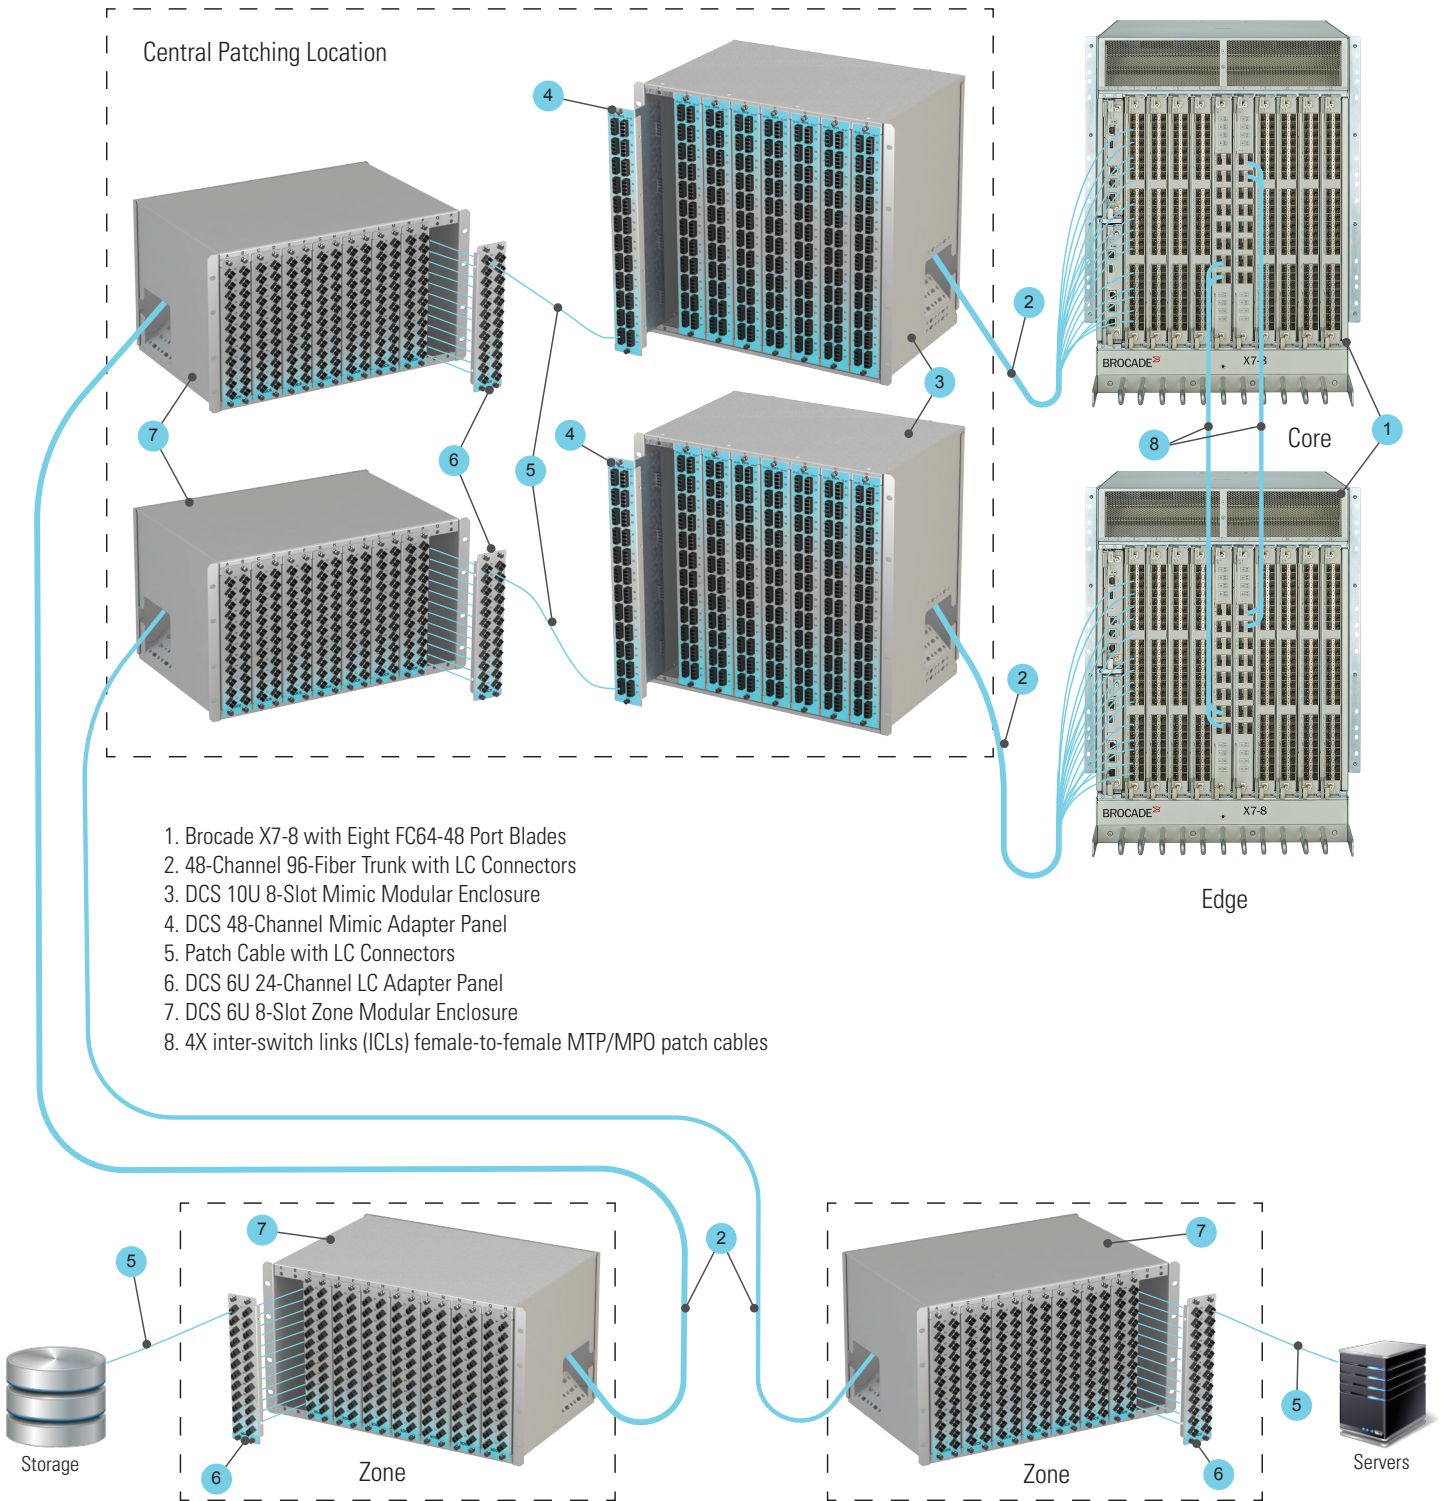 Central Patching Location
4
2
3
7
6
5
4
8
1
BROCADE X7-8
Core
2
BROCADE X7-8
Edge
1. Brocade X7-8 with Eight FC64-48 Port Blades
2. 48-Channel 96-Fiber Trunk with LC Connectors
3. DCS 10U 8-Slot Mimic Modular Enclosure
4. DCS 48-Channel Mimic Adapter Panel
5. Patch Cable with LC Connectors
6. DCS 6U 24-Channel LC Adapter Panel
7. DCS 6U 8-Slot Zone Modular Enclosure
8. 4X inter-switch links (ICLs) female-to-female MTP/MPO patch cables
7
2
7
5
5
6
6
Storage
Zone
Zone
Servers